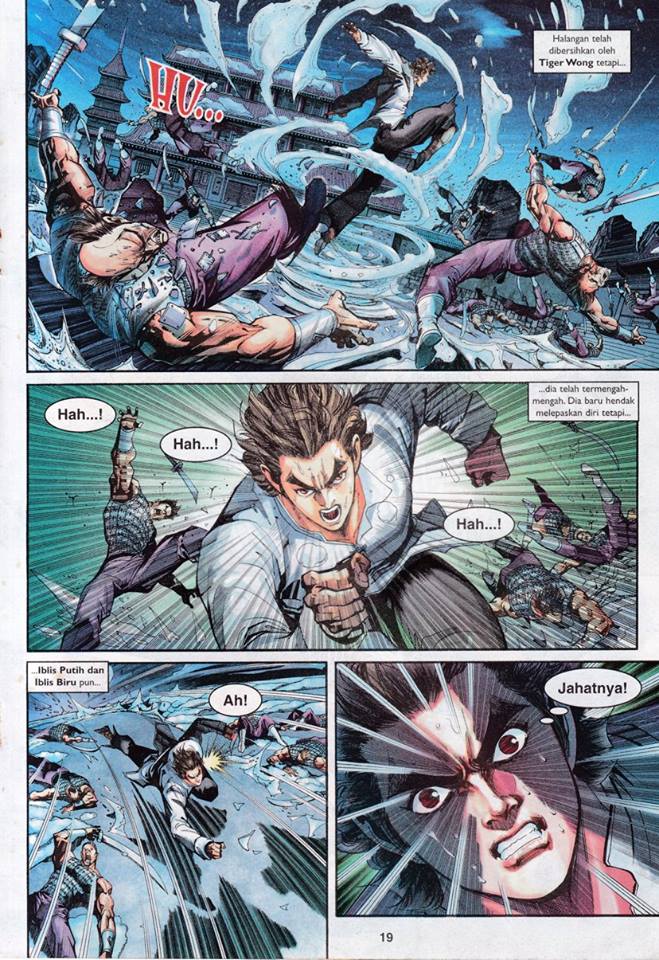 Halangan telah
dibersihkan oleh
Tiger Wong tetapi...
HU...
...dia telah termengah-
mengah. Dia baru hendak
melepaskan diri tetapi...
Hah...!
Hah...!
Hah...!
...Iblis Putih dan
Iblis Biru pun...
Ah!
Jahatnya!
19